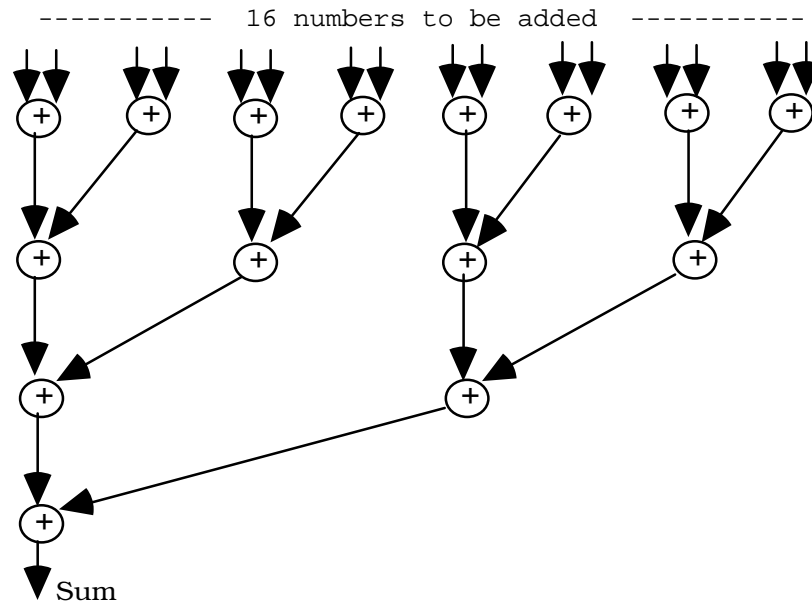 ----------- 16 numbers to be added -----------
+ + + + + + + +
+ + + +
+ +
+
Sum